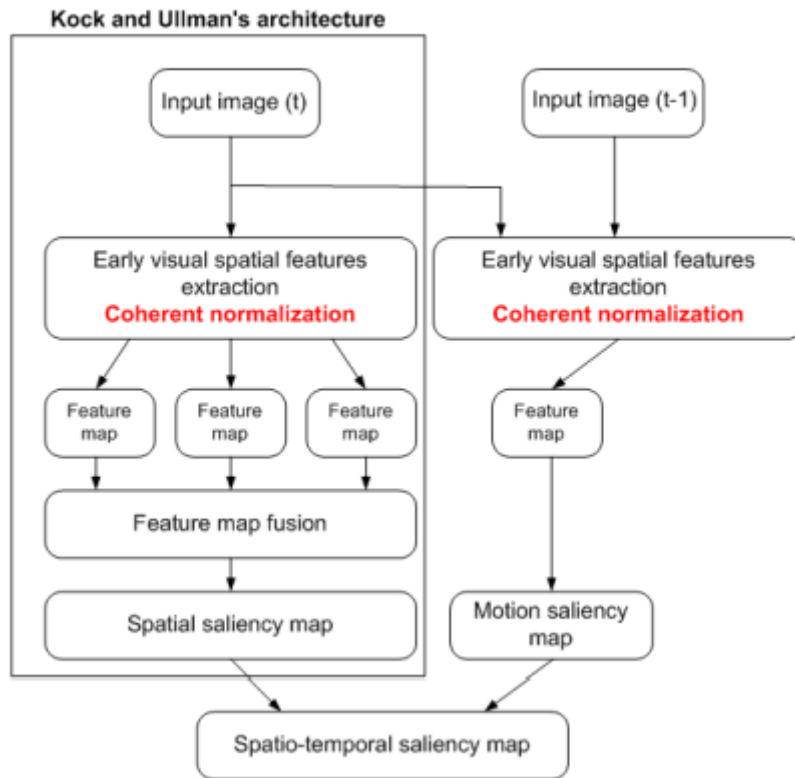 Kock and Ullman's architecture
Input image (t)
Input image (t-1)
Early visual spatial features
extraction
Coherent normalization
Early visual spatial features
extraction
Coherent normalization
Feature
map
Feature
map
Feature
map
Feature
map
Feature map fusion
Spatial saliency map
Motion saliency
map
Spatio-temporal saliency map